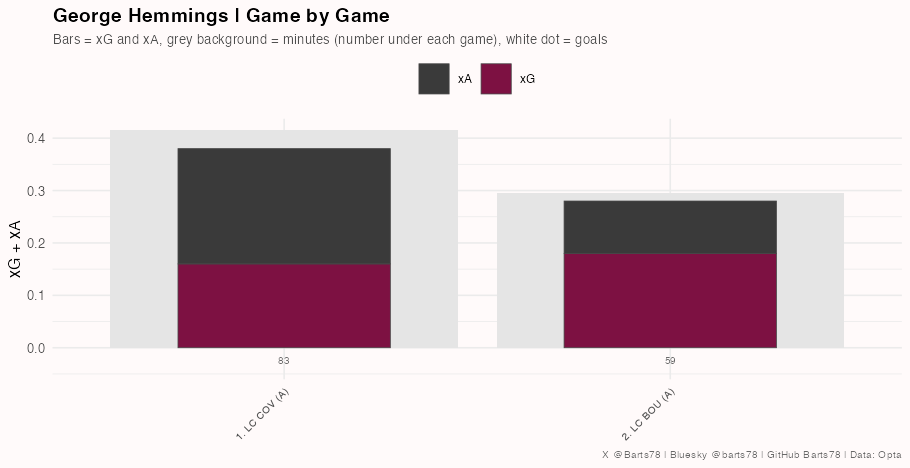 George Hemmings | Game by Game
Bars = xG and xA, grey background = minutes (number under each game), white dot = goals
xA xG
xG + xA
0.4
0.3
0.2
0.1
0.0
83 59
1. LC COV (A) 2. LC BOU (A)
X @Barts78 | Bluesky @barts78 | GitHub Barts78 | Data: Opta